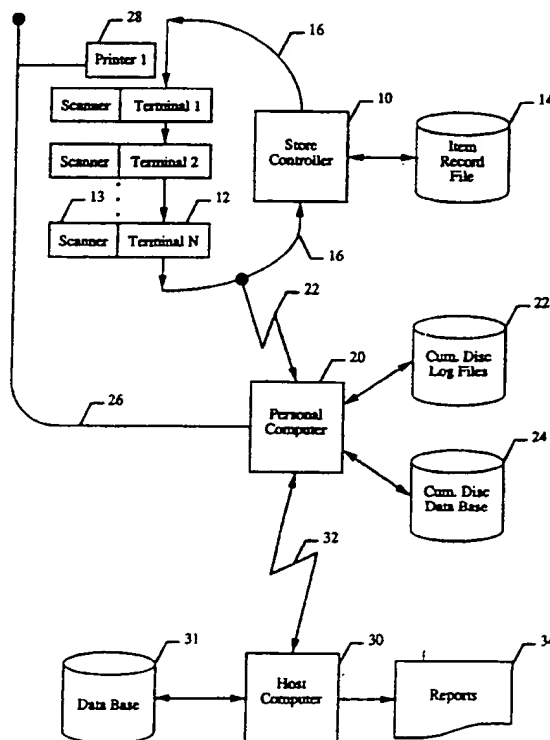 28
Printer 1
16
Scanner Terminal 1
10
14
Store
Controller
Item
Record
File
Scanner Terminal 2
13
12
Scanner Terminal N
16
22
22
20
Cum. Disc
Log Files
Personal
Computer
26
24
Cum. Disc
Data Base
32
31
30
34
Data Base
Host
Computer
Reports